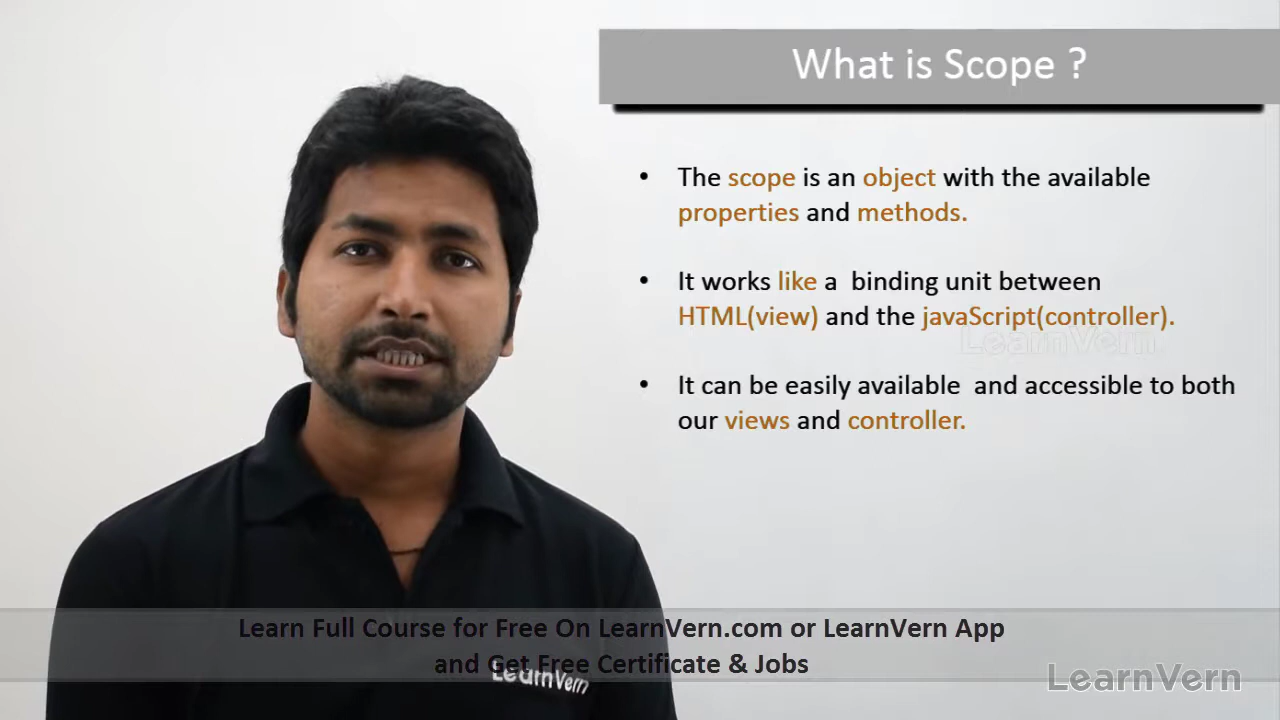 What is Scope ?
• The scope is an object with the available
properties and methods.
• It works like a binding unit between
HTML(view) and the javaScript(controller).
LearnVern
• It can be easily available and accessible to both
our views and controller.
Learn Full Course for Free On LearnVern.com or LearnVern App
and Get Free Certificate & Jobs
LearnVern
LearnVern